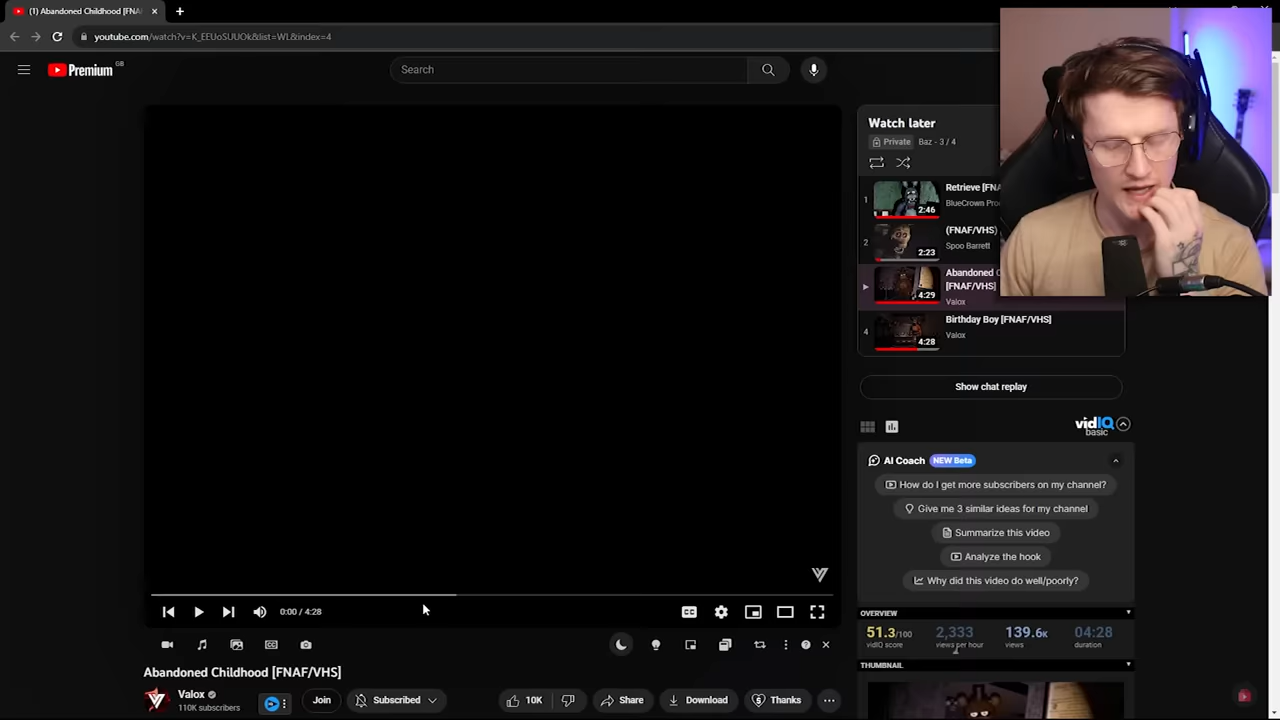 (1) Abandoned Childhood [FNA
youtube.com/watch?v=K_EEUoSUUOk&list=WL&index=4
Premium GB
Search
Watch later
Private Baz - 3 / 4
1 Retrieve [FNA
BlueCrown Pro
2:46
2 (FNAF/VHS)
Spoo Barrett
2:23
Abandoned C
[FNAF/VHS]
Valox
4:29
4 Birthday Boy [FNAF/VHS]
Valox
4:28
Show chat replay
vidIQ
basic
AI Coach NEW Beta
How do I get more subscribers on my channel?
Give me 3 similar ideas for my channel
Summarize this video
Analyze the hook
Why did this video do well/poorly?
0:00 / 4:28
CC
OVERVIEW
51.3/100 2,333 139.6K 04:28
vidIQ score views per hour views duration
THUMBNAIL
Abandoned Childhood [FNAF/VHS]
Valox
110K subscribers
Join
Subscribed
10K
Share
Download
Thanks